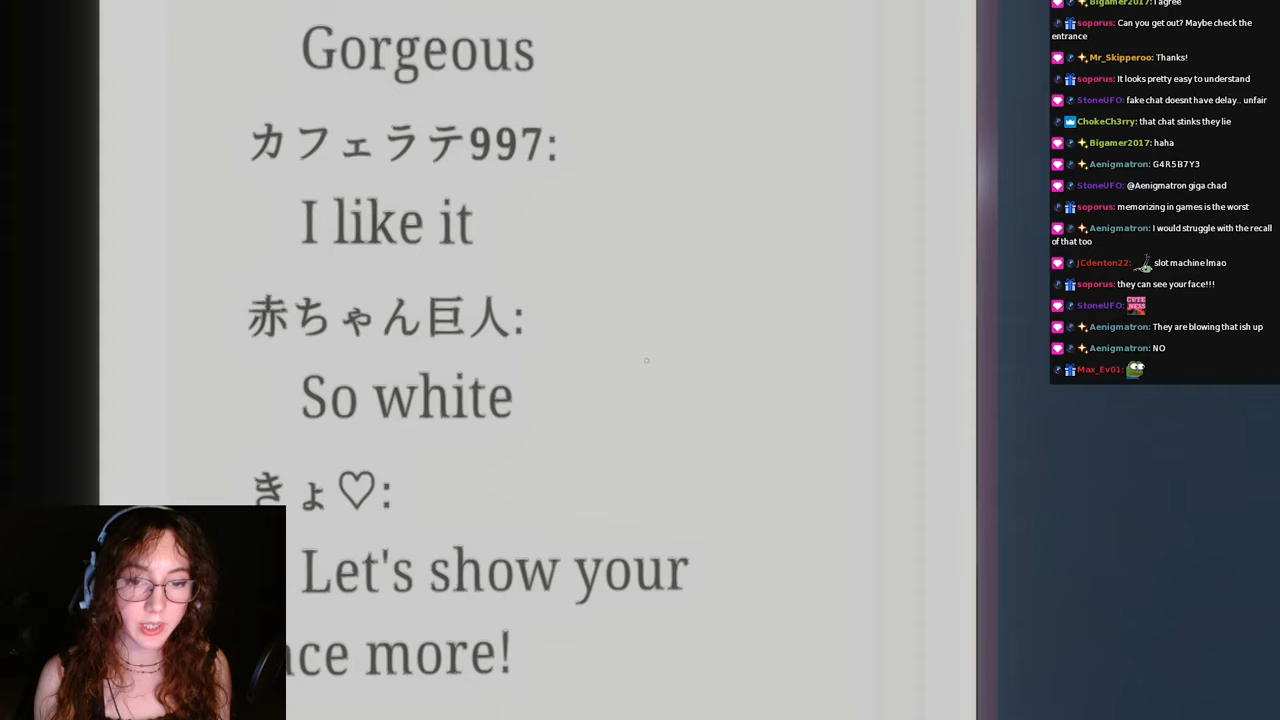 Gorgeous
カフェラテ997:
I like it
赤ちゃん巨人:
So white
きょ♡:
Let's show your
ce more!
Bigamer2017: I agree
soporus: Can you get out? Maybe check the
entrance
Mr_Skipperoo: Thanks!
soporus: It looks pretty easy to understand
StoneUFO: fake chat doesnt have delay.. unfair
ChokeCh3rry: that chat stinks they lie
Bigamer2017: haha
Aenigmatron: G4R5B7Y3
StoneUFO: @Aenigmatron giga chad
soporus: memorizing in games is the worst
Aenigmatron: I would struggle with the recall
of that too
JCdenton22: slot machine lmao
soporus: they can see your face!!!
StoneUFO: CUTE
NESS
Aenigmatron: They are blowing that ish up
Aenigmatron: NO
Max_Ev01: